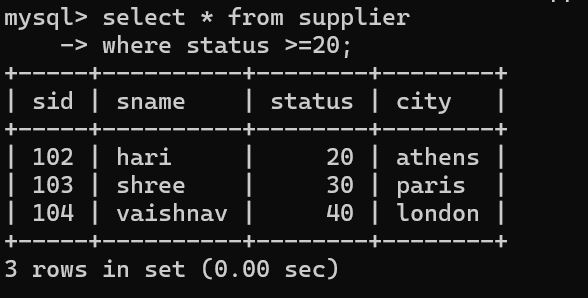 mysql> select * from supplier
    -> where status >=20;
+-----+----------+--------+--------+
| sid | sname    | status | city   |
+-----+----------+--------+--------+
| 102 | hari     |     20 | athens |
| 103 | shree    |     30 | paris  |
| 104 | vaishnav |     40 | london |
+-----+----------+--------+--------+
3 rows in set (0.00 sec)